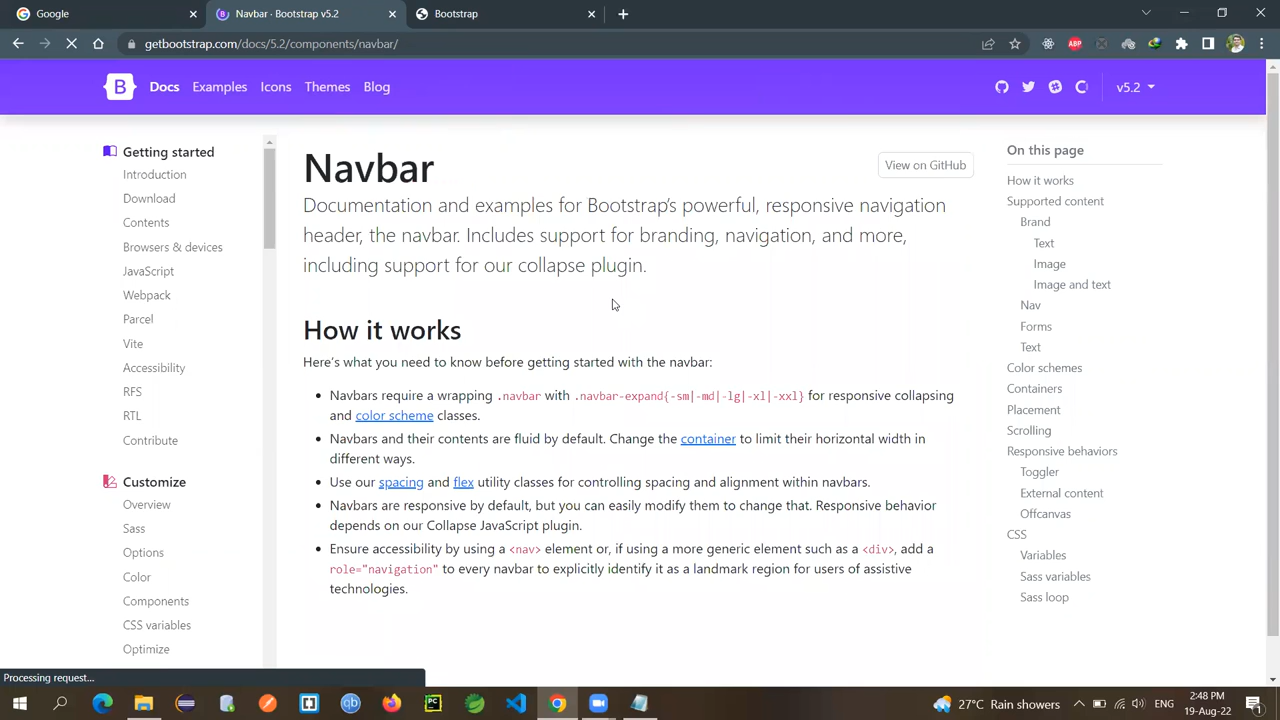 Google
Navbar · Bootstrap v5.2
Bootstrap
getbootstrap.com/docs/5.2/components/navbar/
ABP
B
Docs
Examples
Icons
Themes
Blog
v5.2
Getting started
Introduction
Download
Contents
Browsers & devices
JavaScript
Webpack
Parcel
Vite
Accessibility
RFS
RTL
Contribute
Customize
Overview
Sass
Options
Color
Components
CSS variables
Optimize
Navbar
View on GitHub
Documentation and examples for Bootstrap's powerful, responsive navigation
header, the navbar. Includes support for branding, navigation, and more,
including support for our collapse plugin.
How it works
Here's what you need to know before getting started with the navbar:
• Navbars require a wrapping .navbar with .navbar-expand{-sm|-md|-lg|-xl|-xxl} for responsive collapsing
and color scheme classes.
• Navbars and their contents are fluid by default. Change the container to limit their horizontal width in
different ways.
• Use our spacing and flex utility classes for controlling spacing and alignment within navbars.
• Navbars are responsive by default, but you can easily modify them to change that. Responsive behavior
depends on our Collapse JavaScript plugin.
• Ensure accessibility by using a <nav> element or, if using a more generic element such as a <div>, add a
role="navigation" to every navbar to explicitly identify it as a landmark region for users of assistive
technologies.
On this page
How it works
Supported content
Brand
Text
Image
Image and text
Nav
Forms
Text
Color schemes
Containers
Placement
Scrolling
Responsive behaviors
Toggler
External content
Offcanvas
CSS
Variables
Sass variables
Sass loop
Processing request...
qb
PC
27°C Rain showers
ENG
2:48 PM
19-Aug-22
1